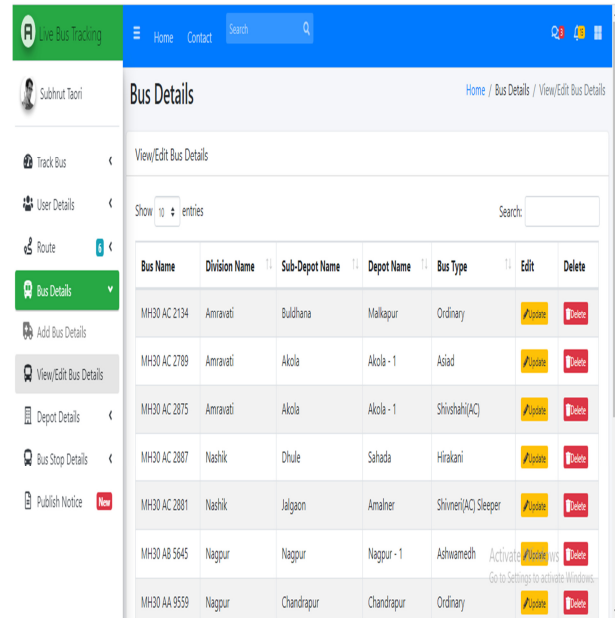 A Live Bus Tracking
Home Contact Search 3 15
Subhrut Taori
Bus Details
Home / Bus Details / View/Edit Bus Details
Track Bus
User Details
Route 6
Bus Details
Add Bus Details
View/Edit Bus Details
Depot Details
Bus Stop Details
Publish Notice New
View/Edit Bus Details
Show 10 entries Search:
Bus Name Division Name Sub-Depot Name Depot Name Bus Type Edit Delete
MH30 AC 2134 Amravati Buldhana Malkapur Ordinary Update Delete
MH30 AC 2789 Amravati Akola Akola - 1 Asiad Update Delete
MH30 AC 2875 Amravati Akola Akola - 1 Shivshahi(AC) Update Delete
MH30 AC 2887 Nashik Dhule Sahada Hirakani Update Delete
MH30 AC 2881 Nashik Jalgaon Amalner Shivneri(AC) Sleeper Update Delete
MH30 AB 5645 Nagpur Nagpur Nagpur - 1 Ashwamedh Update Delete
MH30 AA 9559 Nagpur Chandrapur Chandrapur Ordinary Update Delete
Activate Windows
Go to Settings to activate Windows.